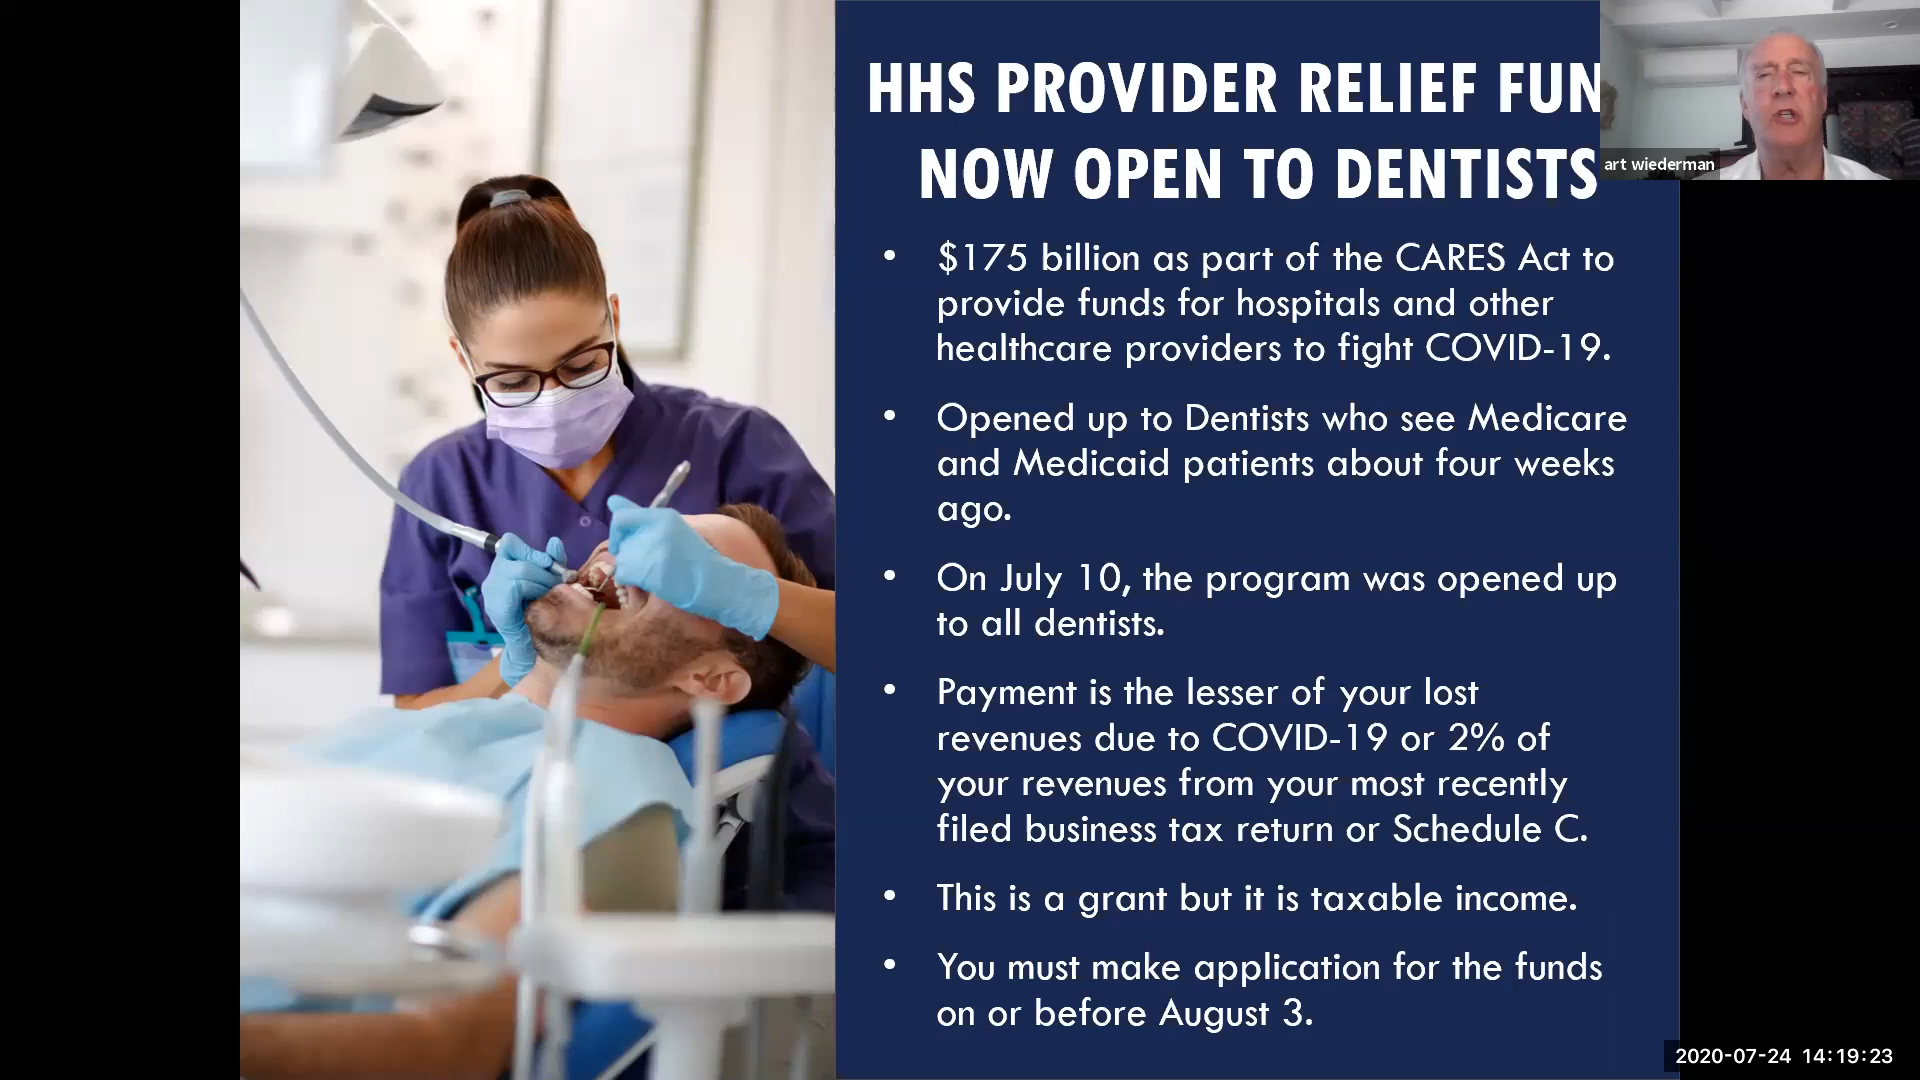 HHS PROVIDER RELIEF FUN
NOW OPEN TO DENTISTS
art wiederman
• $175 billion as part of the CARES Act to
provide funds for hospitals and other
healthcare providers to fight COVID-19.
• Opened up to Dentists who see Medicare
and Medicaid patients about four weeks
ago.
• On July 10, the program was opened up
to all dentists.
• Payment is the lesser of your lost
revenues due to COVID-19 or 2% of
your revenues from your most recently
filed business tax return or Schedule C.
• This is a grant but it is taxable income.
• You must make application for the funds
on or before August 3.
2020-07-24 14:19:23